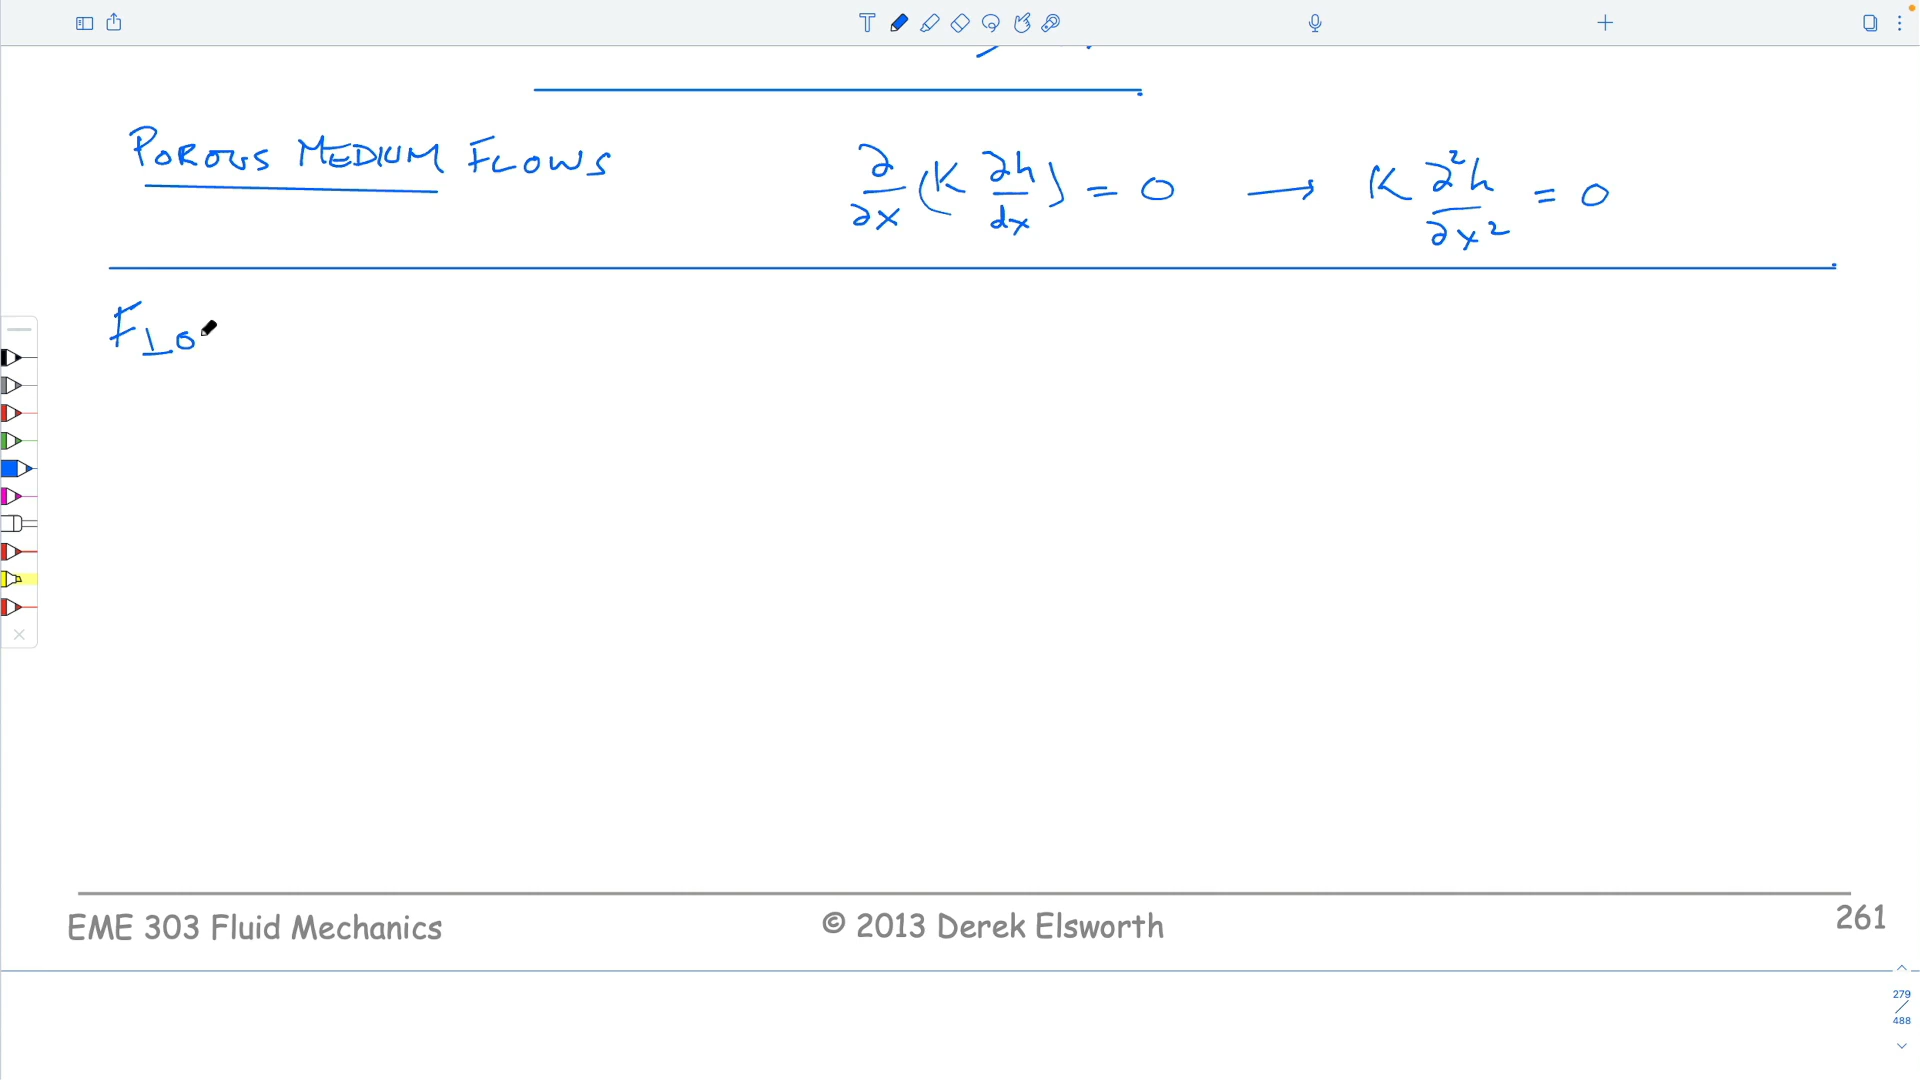 POROUS MEDIUM FLOWS
∂/∂x (K ∂h/dx) = 0 → K ∂²h/∂x² = 0
FLO
EME 303 Fluid Mechanics
© 2013 Derek Elsworth
261
279
488